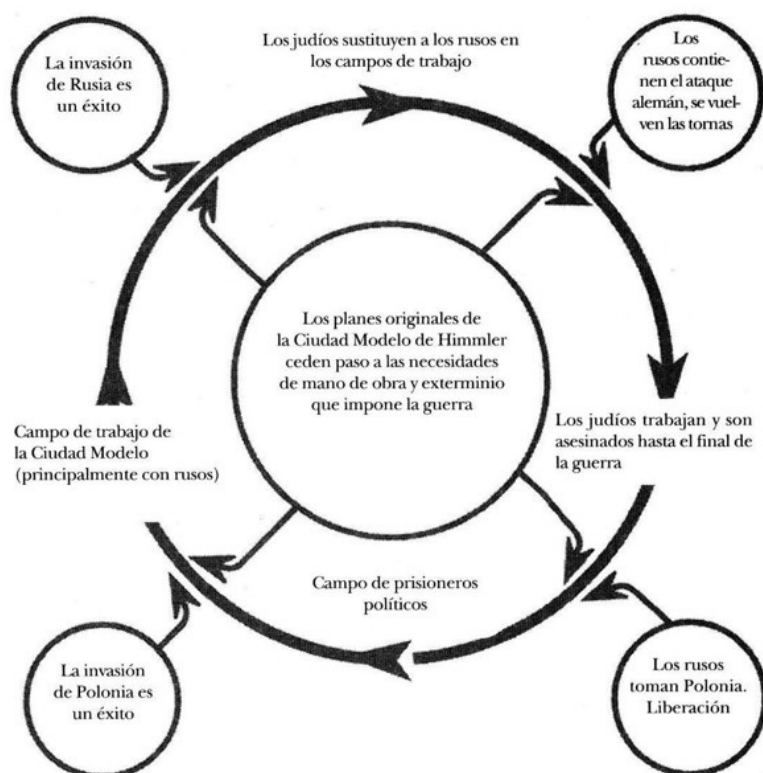 La invasión
de Rusia es
un éxito
Los judíos sustituyen a los rusos en
los campos de trabajo
Los
rusos contie-
nen el ataque
alemán, se vuel-
ven las tornas
Los planes originales de
la Ciudad Modelo de Himmler
ceden paso a las necesidades
de mano de obra y exterminio
que impone la guerra
Campo de trabajo de
la Ciudad Modelo
(principalmente con rusos)
Los judíos trabajan y son
asesinados hasta el final de
la guerra
Campo de prisioneros
políticos
La invasión
de Polonia es
un éxito
Los rusos
toman Polonia.
Liberación